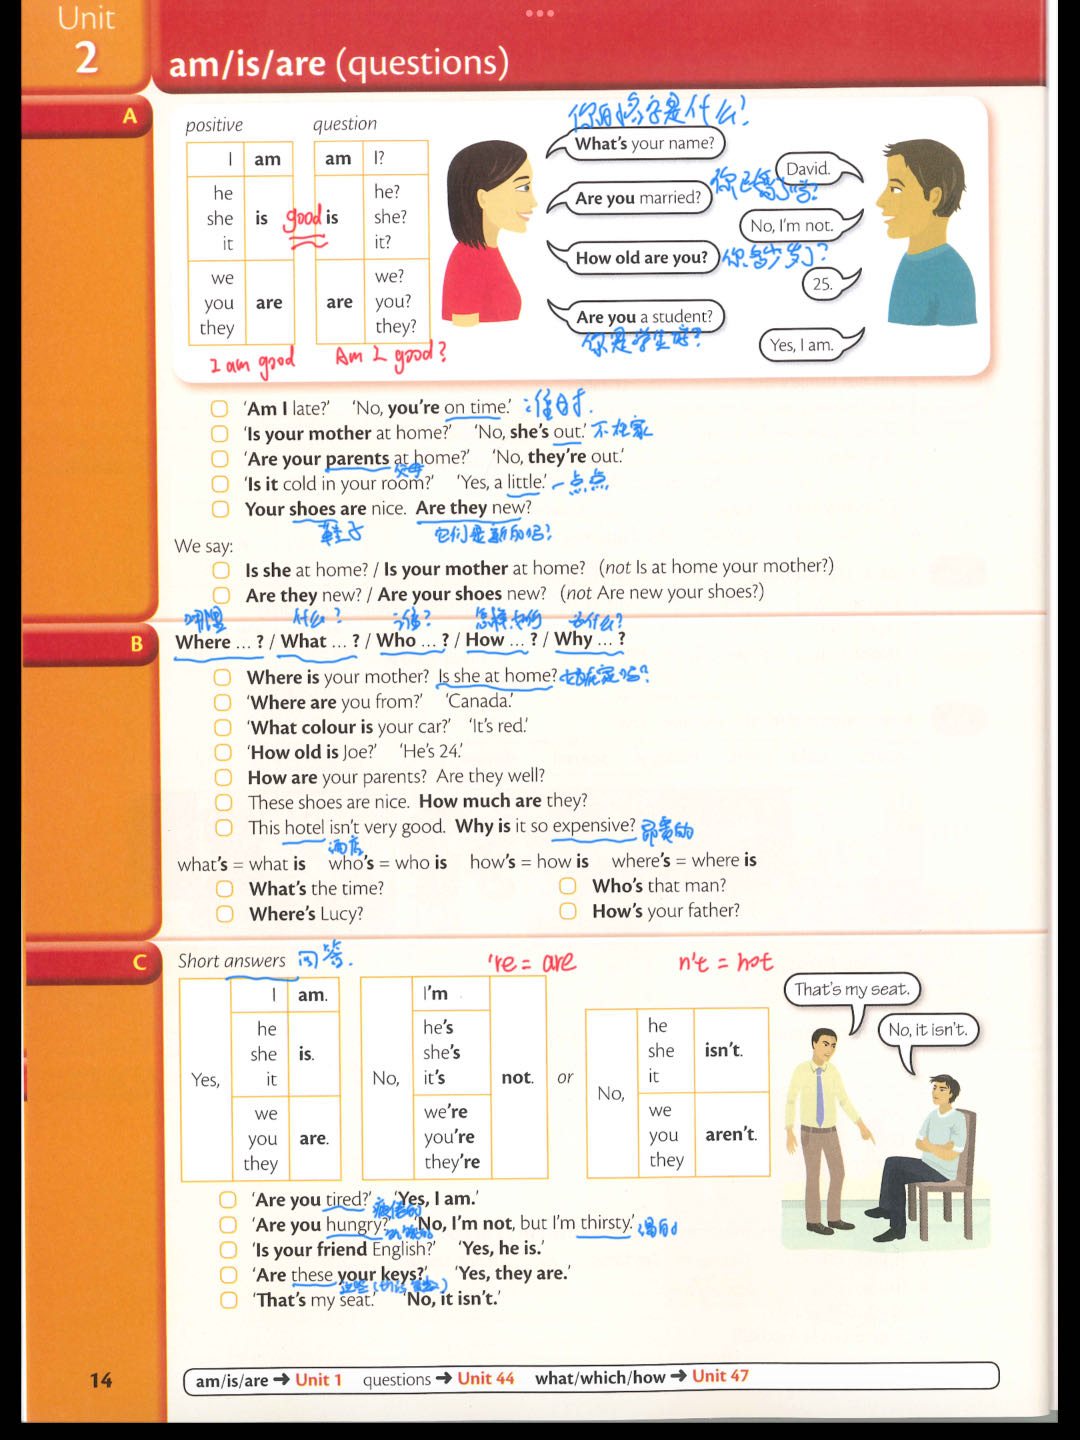 Unit
2
am/is/are (questions)
A
positive question
I am am I?
he he?
she is good is she?
it it?
we we?
you are are you?
they they?
I am good Am I good?
你的名字是什么?
What's your name?
David.
Are you married?
No, I'm not.
How old are you? 你多少岁了?
25.
Are you a student?
你是学生吗?
Yes, I am.
'Am I late?' 'No, you're on time.' 准时.
'Is your mother at home?' 'No, she's out.' 不在家
'Are your parents at home?' 'No, they're out.'
父母
'Is it cold in your room?' 'Yes, a little.' 一点点
Your shoes are nice. Are they new?
鞋子 它们是新的吗?
We say:
Is she at home? / Is your mother at home? (not Is at home your mother?)
Are they new? / Are your shoes new? (not Are new your shoes?)
哪里 什么? 谁? 怎样 为什么?
B
Where ... ? / What ... ? / Who ... ? / How ... ? / Why ... ?
Where is your mother? Is she at home? 她在家吗?
'Where are you from?' 'Canada.'
'What colour is your car?' 'It's red.'
'How old is Joe?' 'He's 24.'
How are your parents? Are they well?
These shoes are nice. How much are they?
This hotel isn't very good. Why is it so expensive? 昂贵的
酒店
what's = what is who's = who is how's = how is where's = where is
What's the time? Who's that man?
Where's Lucy? How's your father?
C
Short answers 回答. 're = are n't = not
Yes,
I am.
he
she is.
it
we
you are.
they
No,
I'm
he's
she's
it's
not.
we're
you're
they're
or
No,
he
she isn't.
it
we
you aren't.
they
That's my seat.
No, it isn't.
'Are you tired?' 'Yes, I am.'
疲倦的
'Are you hungry?' 'No, I'm not, but I'm thirsty.' 渴的
'Is your friend English?' 'Yes, he is.'
'Are these your keys?' 'Yes, they are.'
这些
'That's my seat.' 'No, it isn't.'
14
am/is/are → Unit 1 questions → Unit 44 what/which/how → Unit 47